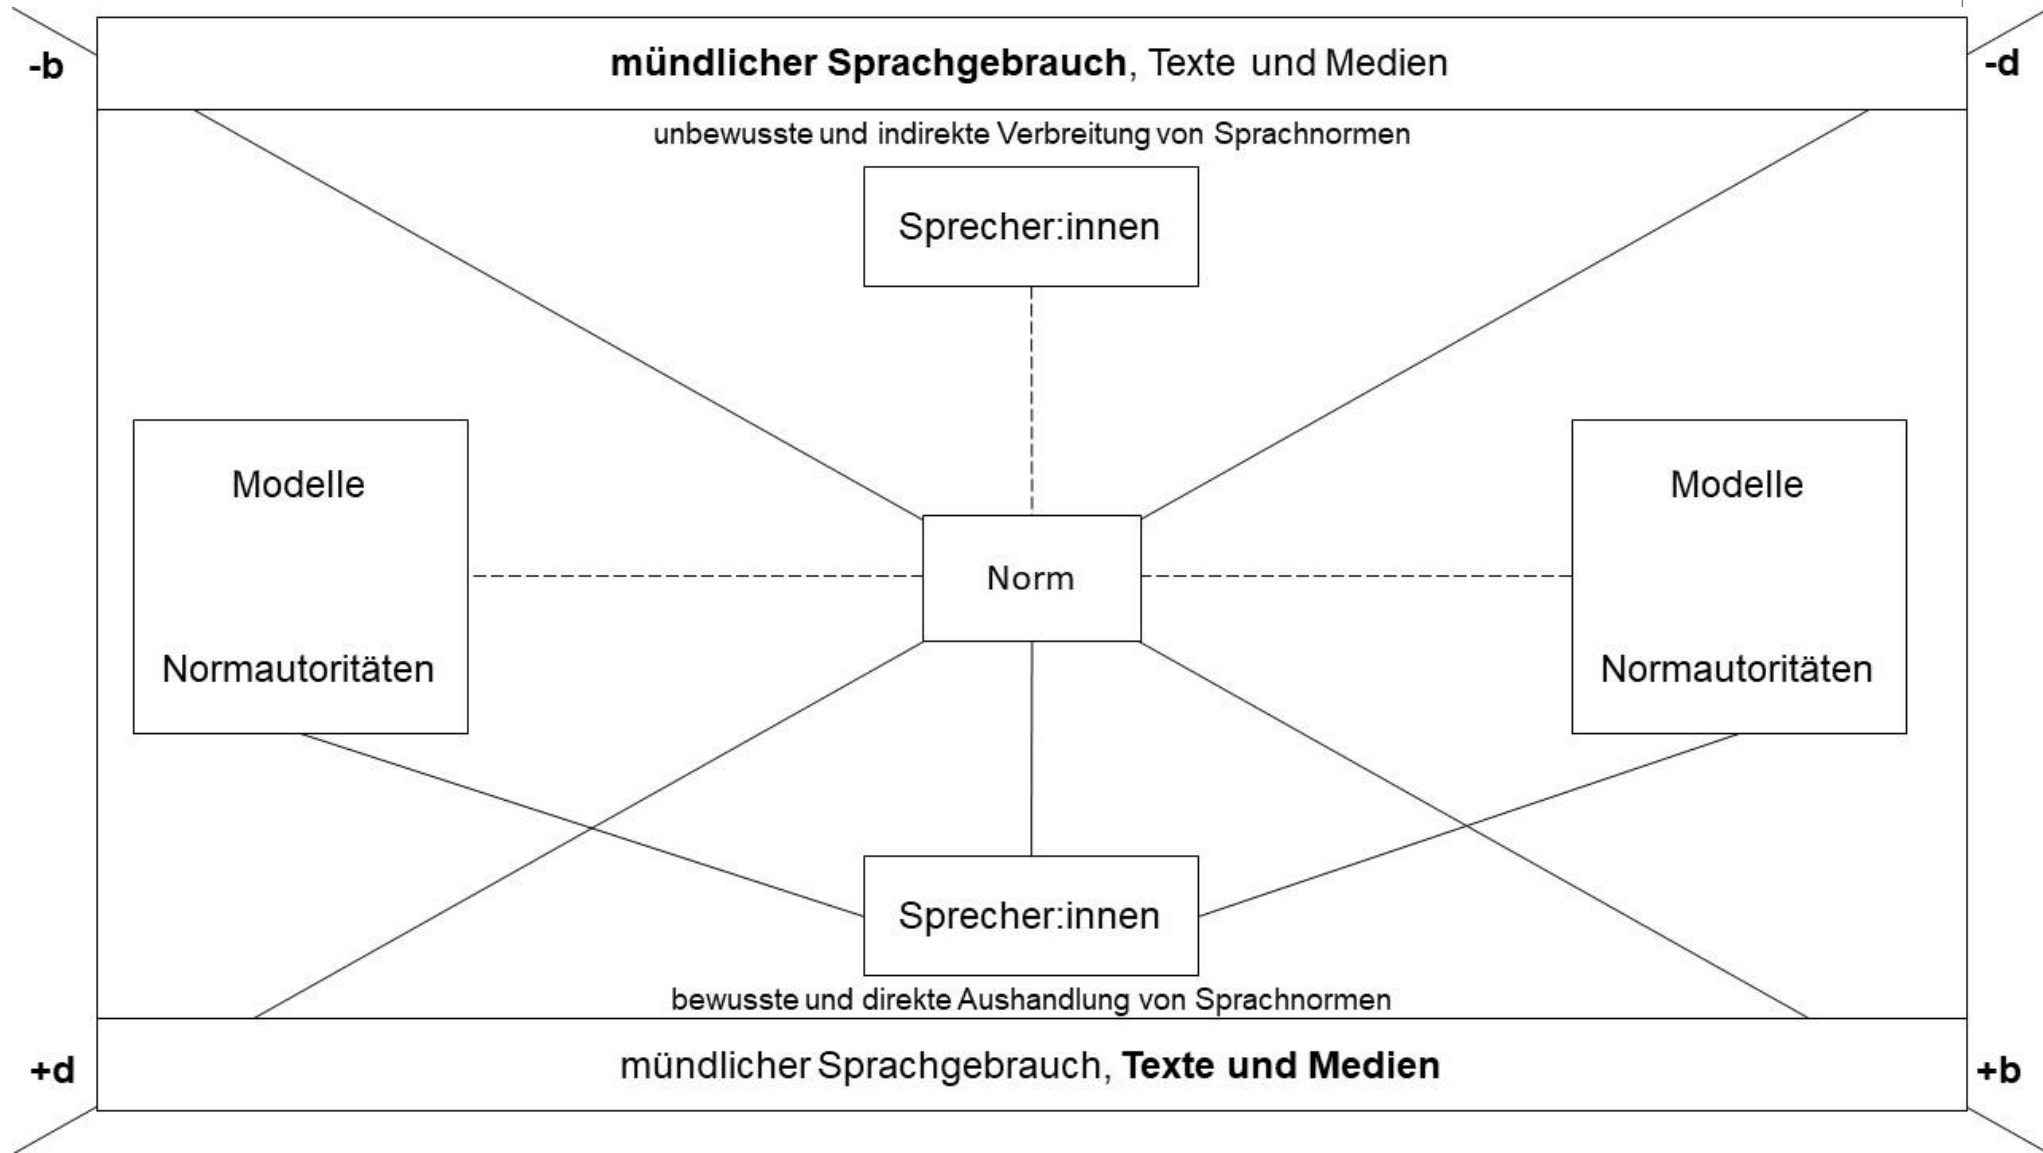 -b
mündlicher Sprachgebrauch, Texte und Medien
-d
unbewusste und indirekte Verbreitung von Sprachnormen
Sprecher:innen
Modelle
Modelle
Norm
Normautoritäten
Normautoritäten
Sprecher:innen
bewusste und direkte Aushandlung von Sprachnormen
+d
mündlicher Sprachgebrauch, Texte und Medien
+b